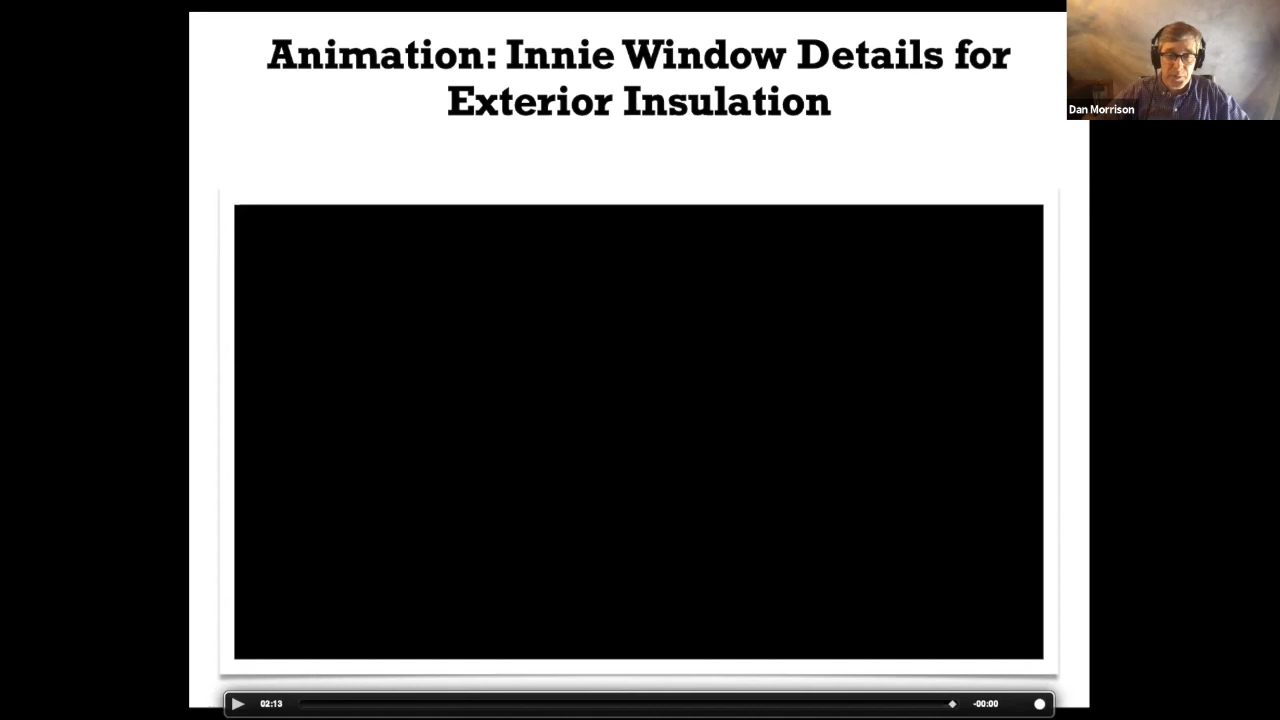 Animation: Innie Window Details for
Exterior Insulation
Dan Morrison
02:13
-00:00